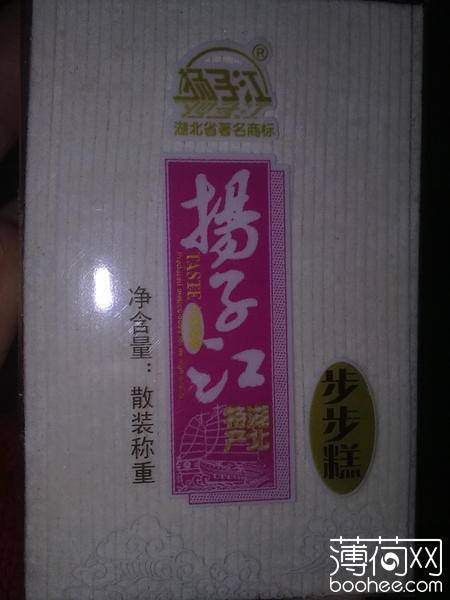 扬子江
®
湖北省著名商标
揚子江
TASTE
湖北
特产
净含量：散装称重
步步糕
薄荷网
boohee.com